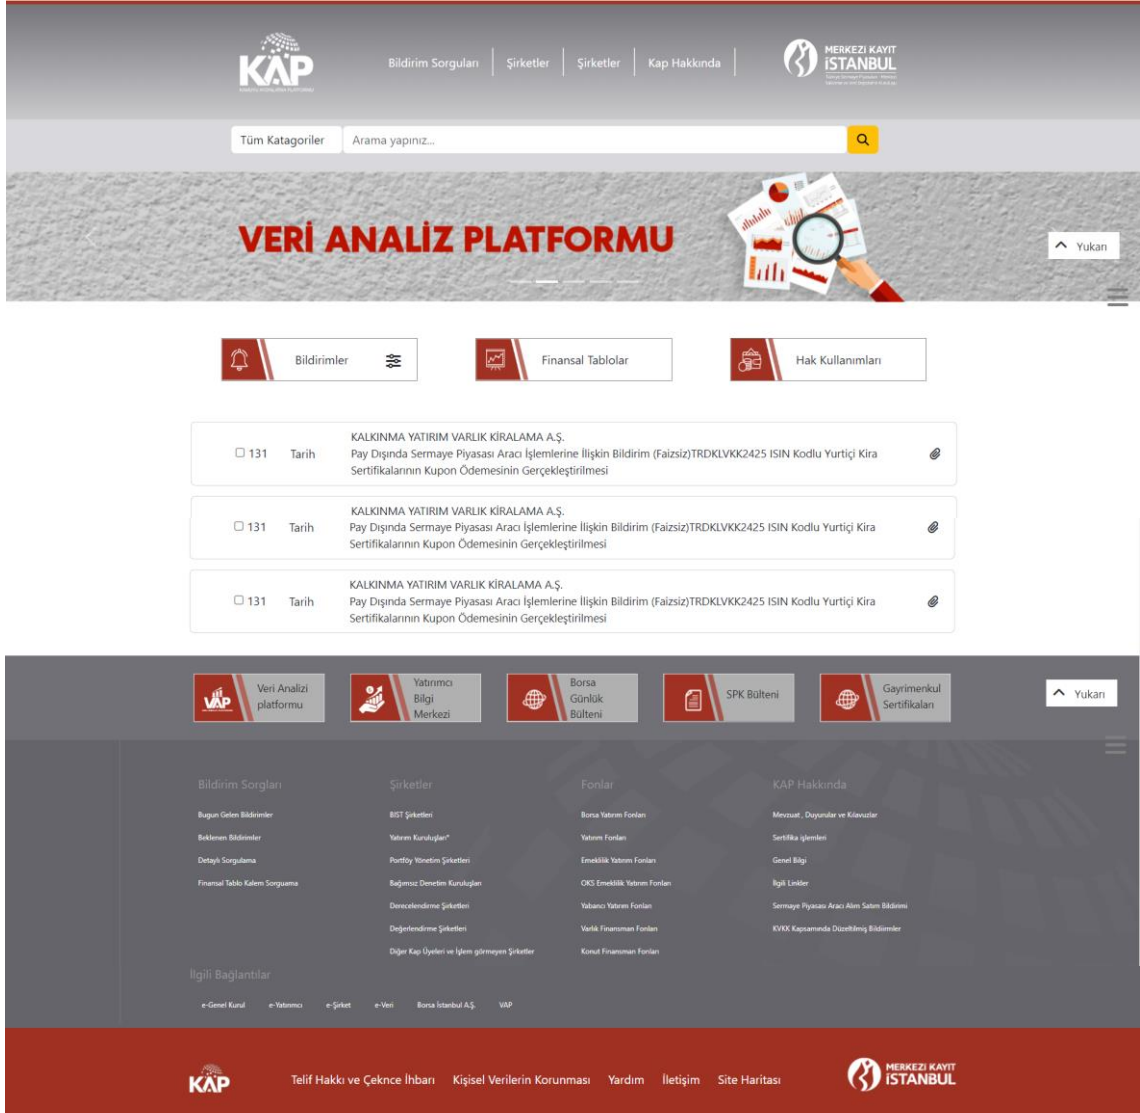 KAP
Bildirim Sorguları
Şirketler
Şirketler
Kap Hakkında
MERKEZİ KAYIT
İSTANBUL
Tüm Katagoriler
Arama yapınız...
VERİ ANALİZ PLATFORMU
Yukarı
Bildirimler
Finansal Tablolar
Hak Kullanımları
KALKINMA YATIRIM VARLIK KİRALAMA A.Ş.
131 Tarih Pay Dışında Sermaye Piyasası Aracı İşlemlerine İlişkin Bildirim (Faizsiz)TRDKLVKK2425 ISIN Kodlu Yurtiçi Kira
Sertifikalarının Kupon Ödemesinin Gerçekleştirilmesi
KALKINMA YATIRIM VARLIK KİRALAMA A.Ş.
131 Tarih Pay Dışında Sermaye Piyasası Aracı İşlemlerine İlişkin Bildirim (Faizsiz)TRDKLVKK2425 ISIN Kodlu Yurtiçi Kira
Sertifikalarının Kupon Ödemesinin Gerçekleştirilmesi
KALKINMA YATIRIM VARLIK KİRALAMA A.Ş.
131 Tarih Pay Dışında Sermaye Piyasası Aracı İşlemlerine İlişkin Bildirim (Faizsiz)TRDKLVKK2425 ISIN Kodlu Yurtiçi Kira
Sertifikalarının Kupon Ödemesinin Gerçekleştirilmesi
VAP
Veri Analizi
platformu
Yatırımcı
Bilgi
Merkezi
Borsa
Günlük
Bülteni
SPK Bülteni
Gayrimenkul
Sertifikaları
Yukarı
Bildirim Sorgları
Bugun Gelen Bildirimler
Beklenen Bildirimler
Detaylı Sorgulama
Finansal Tablo Kalem Sorguama
Şirketler
BIST Şirketleri
Yatırım Kuruluşları*
Portföy Yönetim Şirketleri
Bağımsız Denetim Kuruluşları
Derecelendirme Şirketleri
Değerlendirme Şirketleri
Diğer Kap Üyeleri ve İşlem görmeyen Şirketler
Fonlar
Borsa Yatırım Fonları
Yatırım Fonları
Emeklilik Yatırım Fonları
OKS Emeklilik Yatırım Fonları
Yabancı Yatırım Fonları
Varlık Finansman Fonları
Konut Finansman Fonları
KAP Hakkında
Mevzuat , Duyurular ve Kılavuzlar
Sertifika işlemleri
Genel Bilgi
İlgili Linkler
Sermaye Piyasası Aracı Alım Satım Bildirimi
KVKK Kapsamında Düzeltilmiş Bildiirmler
İlgili Bağlantılar
e-Genel Kurul e-Yatırımcı e-Şirket e-Veri Borsa İstanbul A.Ş. VAP
KAP
Telif Hakkı ve Çeknce İhbarı Kişisel Verilerin Korunması Yardım İletişim Site Haritası
MERKEZİ KAYIT
İSTANBUL